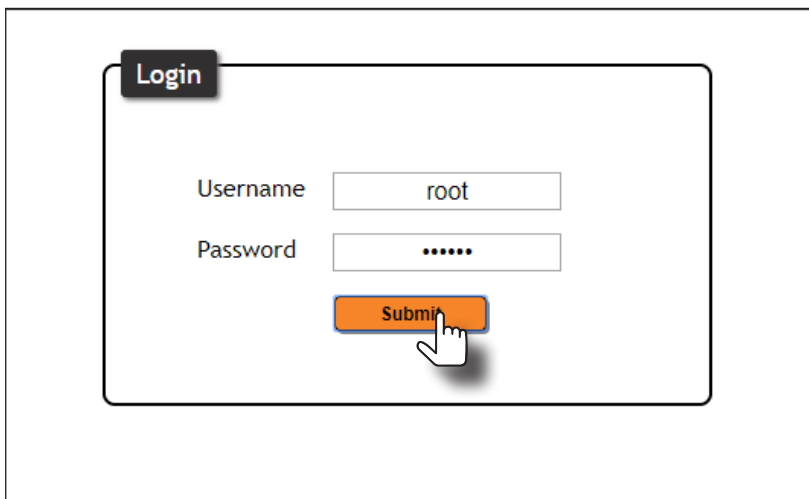 Login
Username root
Password ••••••
Submit